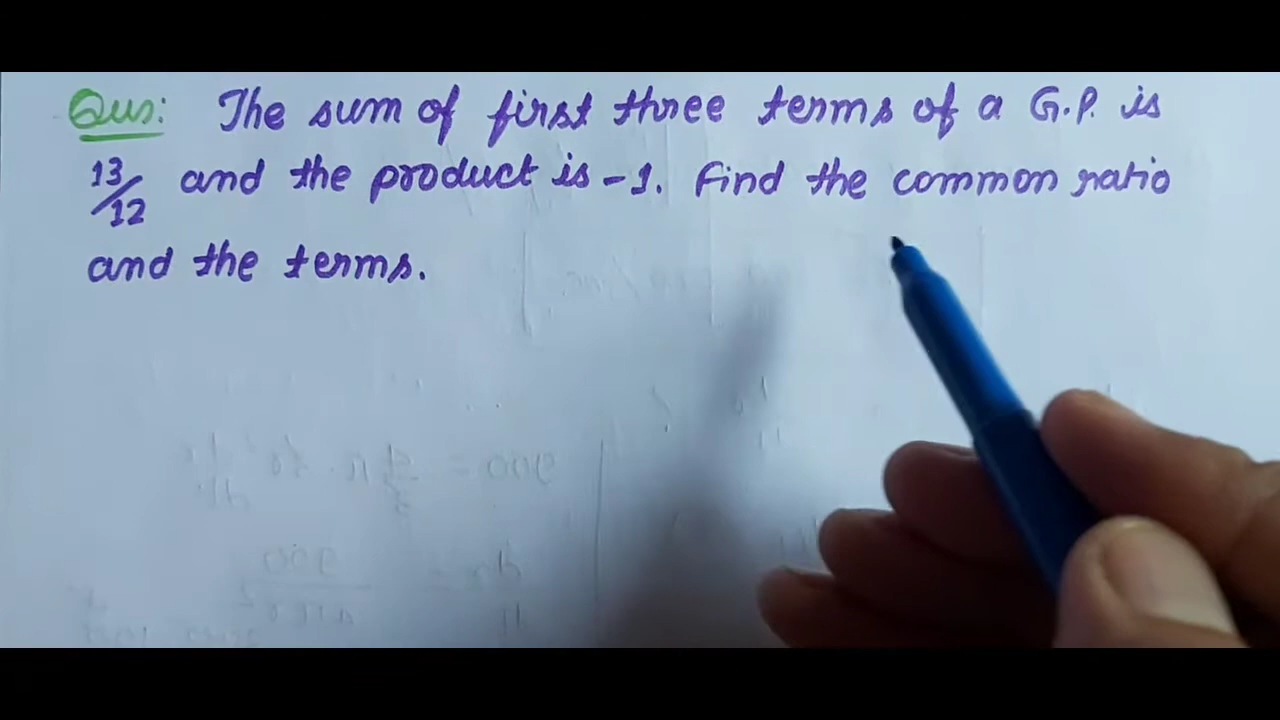 Qus: The sum of first three terms of a G.P. is
13/12 and the product is -1. Find the common ratio
and the terms.